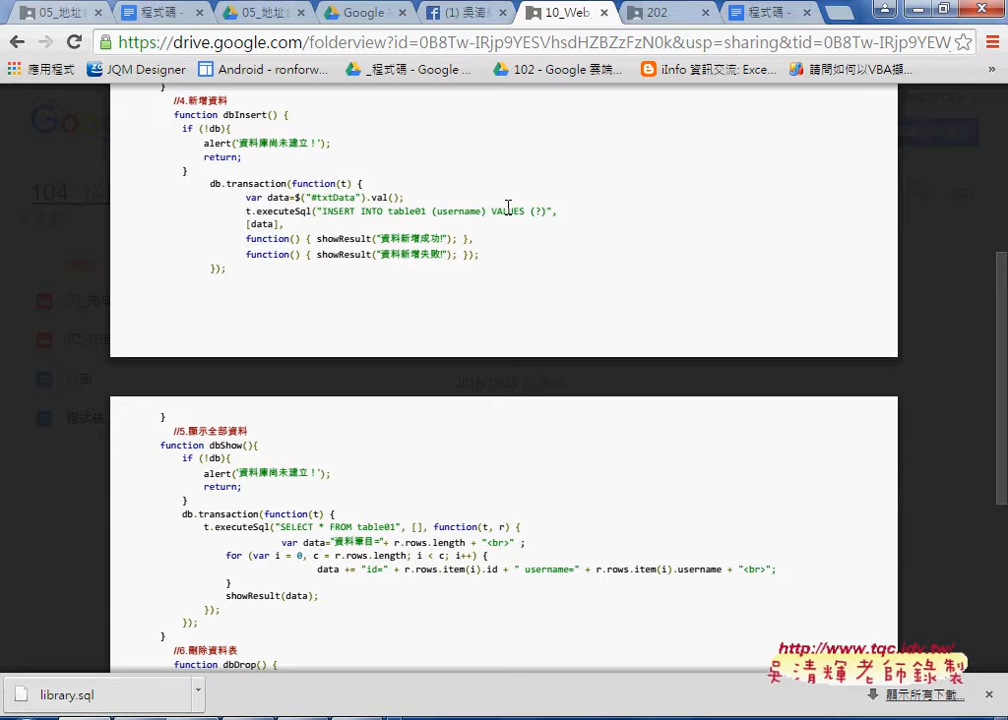 05_地址
程式碼 -
05_地址
Google
(1) 吳清
10_Web_
202
程式碼 -
https://drive.google.com/folderview?id=0B8Tw-IRjp9YESVhsdHZBZzFzN0k&usp=sharing&tid=0B8Tw-IRjp9YEW
應用程式
JQM Designer
Android - ronforw...
_程式碼 - Google ...
102 - Google 雲端...
iInfo 資訊交流: Exce...
請問如何以VBA擷...
»
}
//4.新增資料
function dbInsert() {
if (!db){
alert('資料庫尚未建立！');
return;
}
db.transaction(function(t) {
var data=$("#txtData").val();
t.executeSql("INSERT INTO table01 (username) VALUES (?)",
[data],
function() { showResult("資料新增成功!"); },
function() { showResult("資料新增失敗!"); });
});
介面
程式碼
}
//5.顯示全部資料
function dbShow(){
if (!db){
alert('資料庫尚未建立！');
return;
}
db.transaction(function(t) {
t.executeSql("SELECT * FROM table01", [], function(t, r) {
var data="資料筆目="+ r.rows.length + "<br>" ;
for (var i = 0, c = r.rows.length; i < c; i++) {
data += "id=" + r.rows.item(i).id + " username=" + r.rows.item(i).username + "<br>";
}
showResult(data);
});
});
}
//6.刪除資料表
function dbDrop() {
http://www.tqc.idv.tw/
吳清輝老師錄製
library.sql
顯示所有下載...